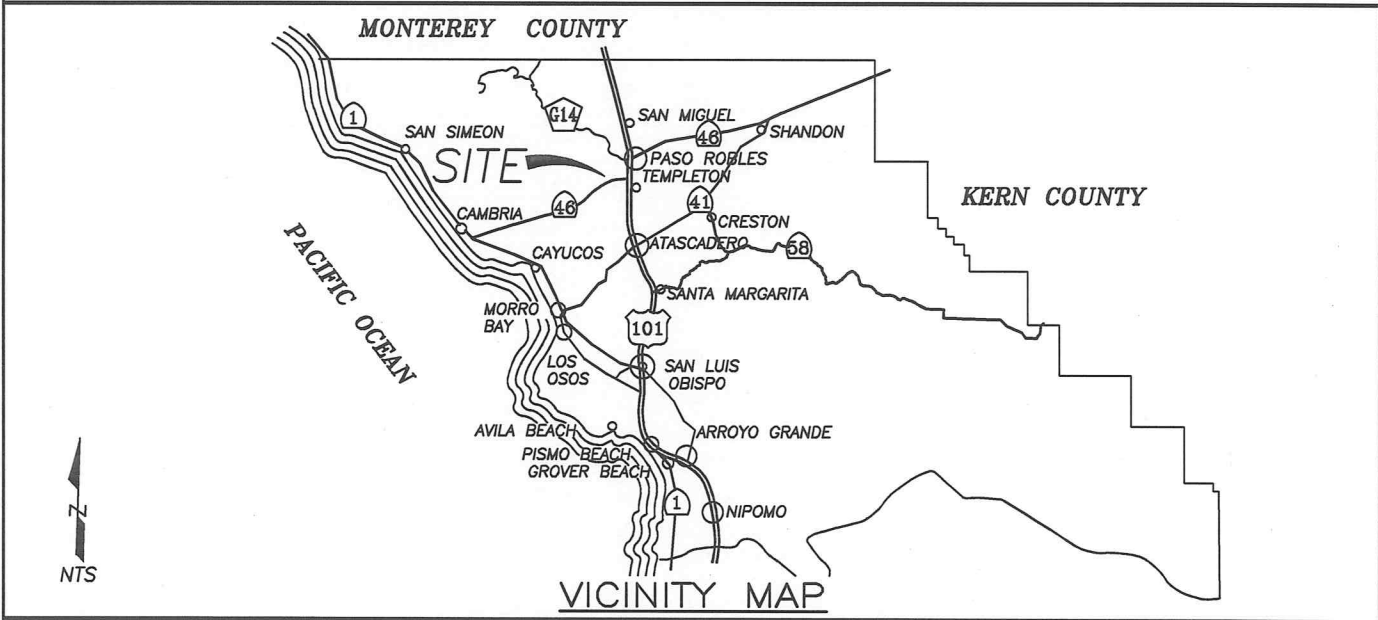 MONTEREY COUNTY
1
G14
SAN MIGUEL
46
SHANDON
SAN SIMEON
SITE
PASO ROBLES
TEMPLETON
KERN COUNTY
CAMBRIA
46
41
CRESTON
CAYUCOS
ATASCADERO
58
PACIFIC OCEAN
SANTA MARGARITA
MORRO
BAY
101
LOS
OSOS
SAN LUIS
OBISPO
AVILA BEACH
ARROYO GRANDE
PISMO BEACH
GROVER BEACH
1
NIPOMO
Z
NTS
VICINITY MAP